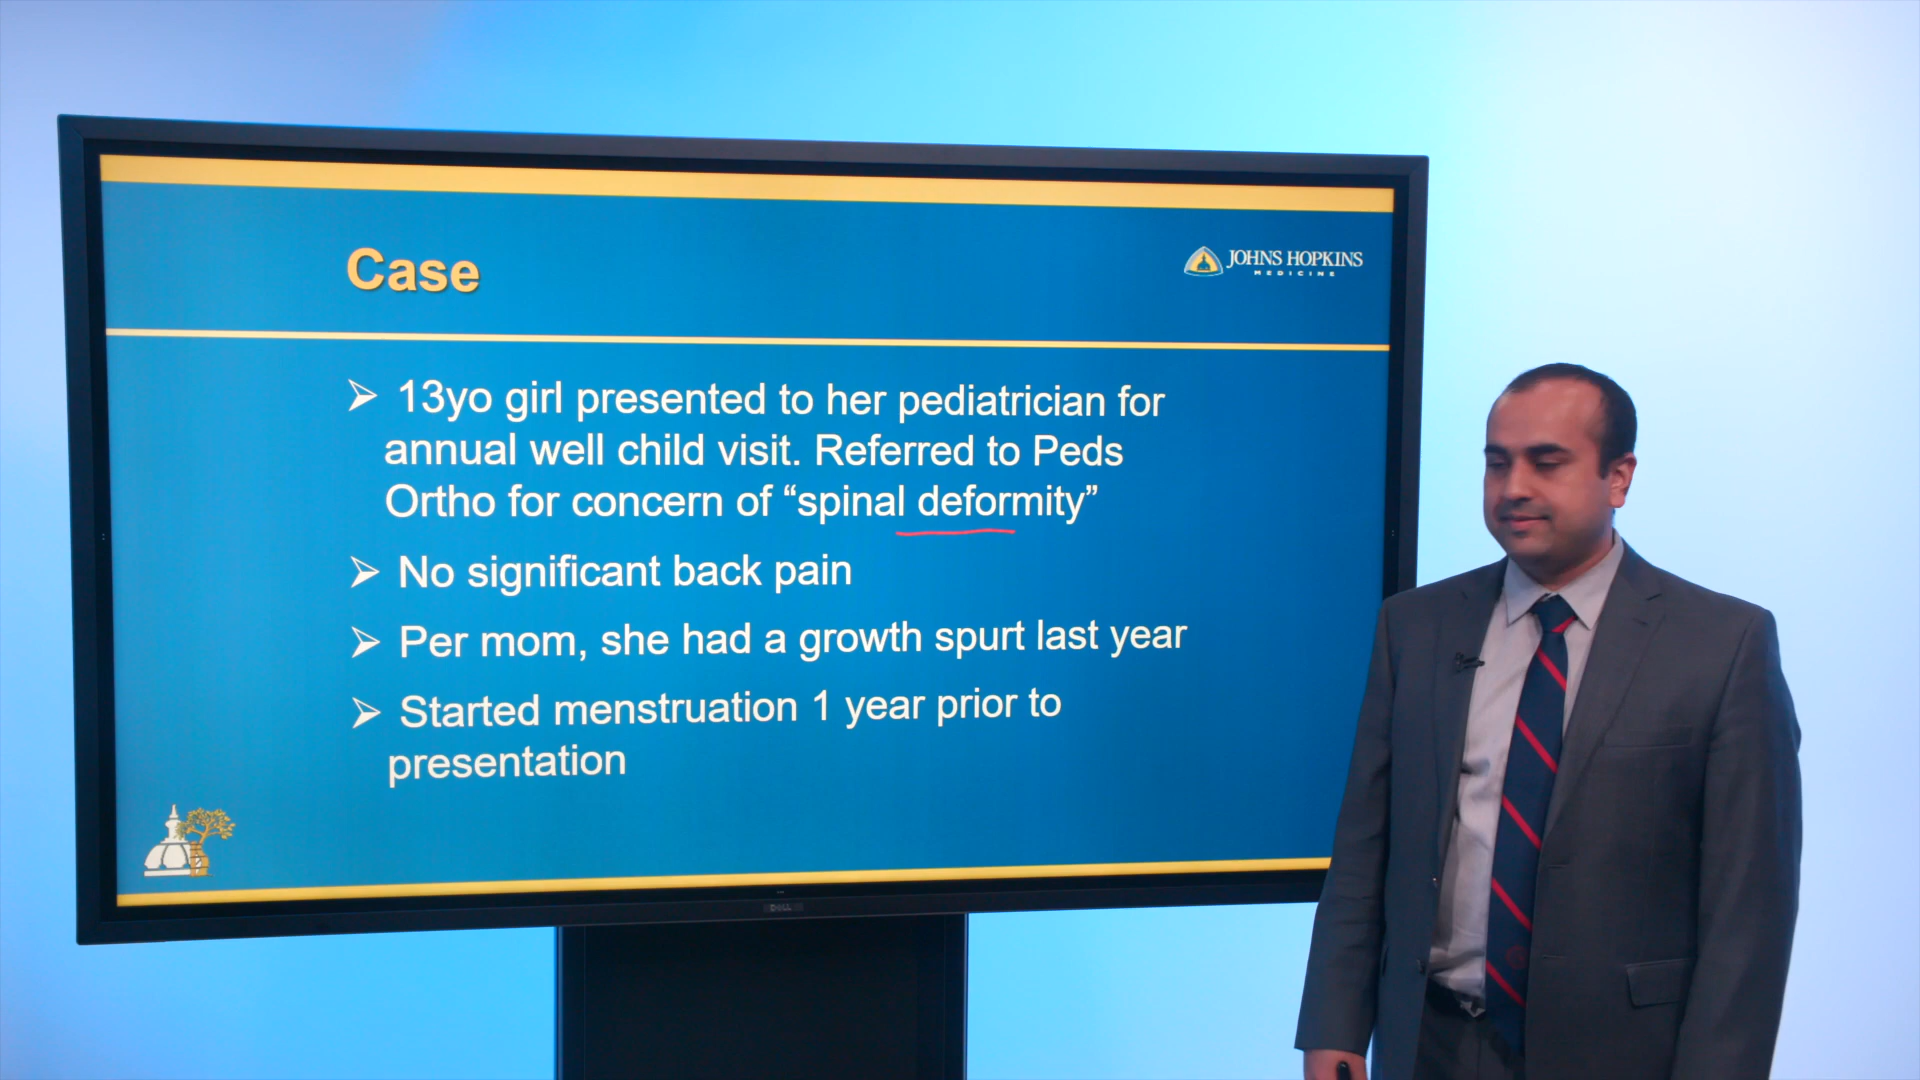 Case
JOHNS HOPKINS
MEDICINE
➢ 13yo girl presented to her pediatrician for
annual well child visit. Referred to Peds
Ortho for concern of “spinal deformity”
➢ No significant back pain
➢ Per mom, she had a growth spurt last year
➢ Started menstruation 1 year prior to
presentation
DELL